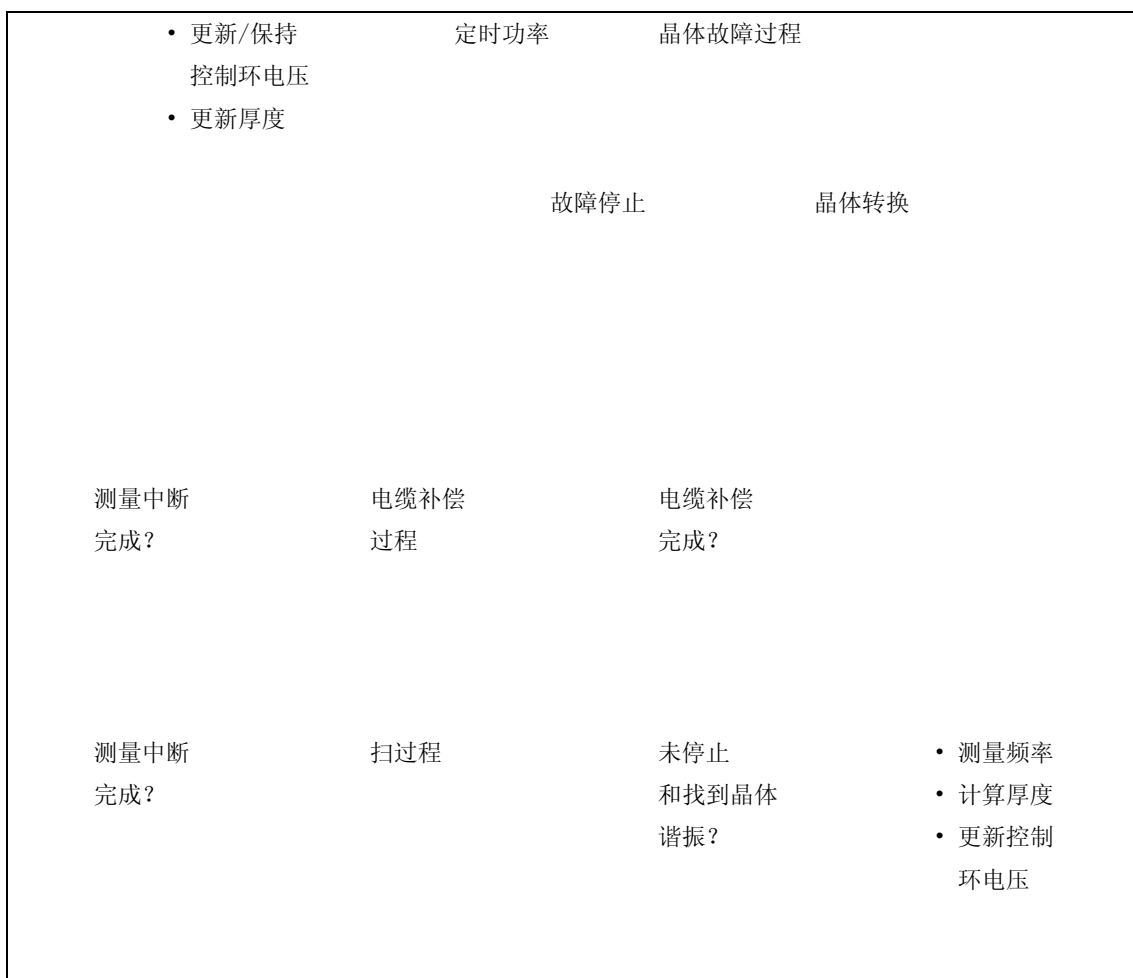 • 更新/保持 定时功率 晶体故障过程
控制环电压
• 更新厚度
故障停止 晶体转换
测量中断 电缆补偿 电缆补偿
完成？ 过程 完成？
测量中断 扫过程 未停止 • 测量频率
完成？ 和找到晶体 • 计算厚度
谐振？ • 更新控制
环电压